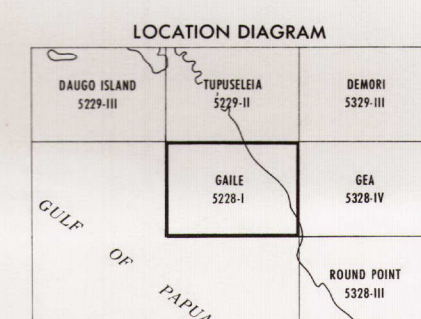 LOCATION DIAGRAM
DAUGO ISLAND
5229-III
TUPUSELEIA
5229-II
DEMORI
5329-III
GAILE
5228-I
GEA
5328-IV
GULF OF PAPUA
ROUND POINT
5328-III